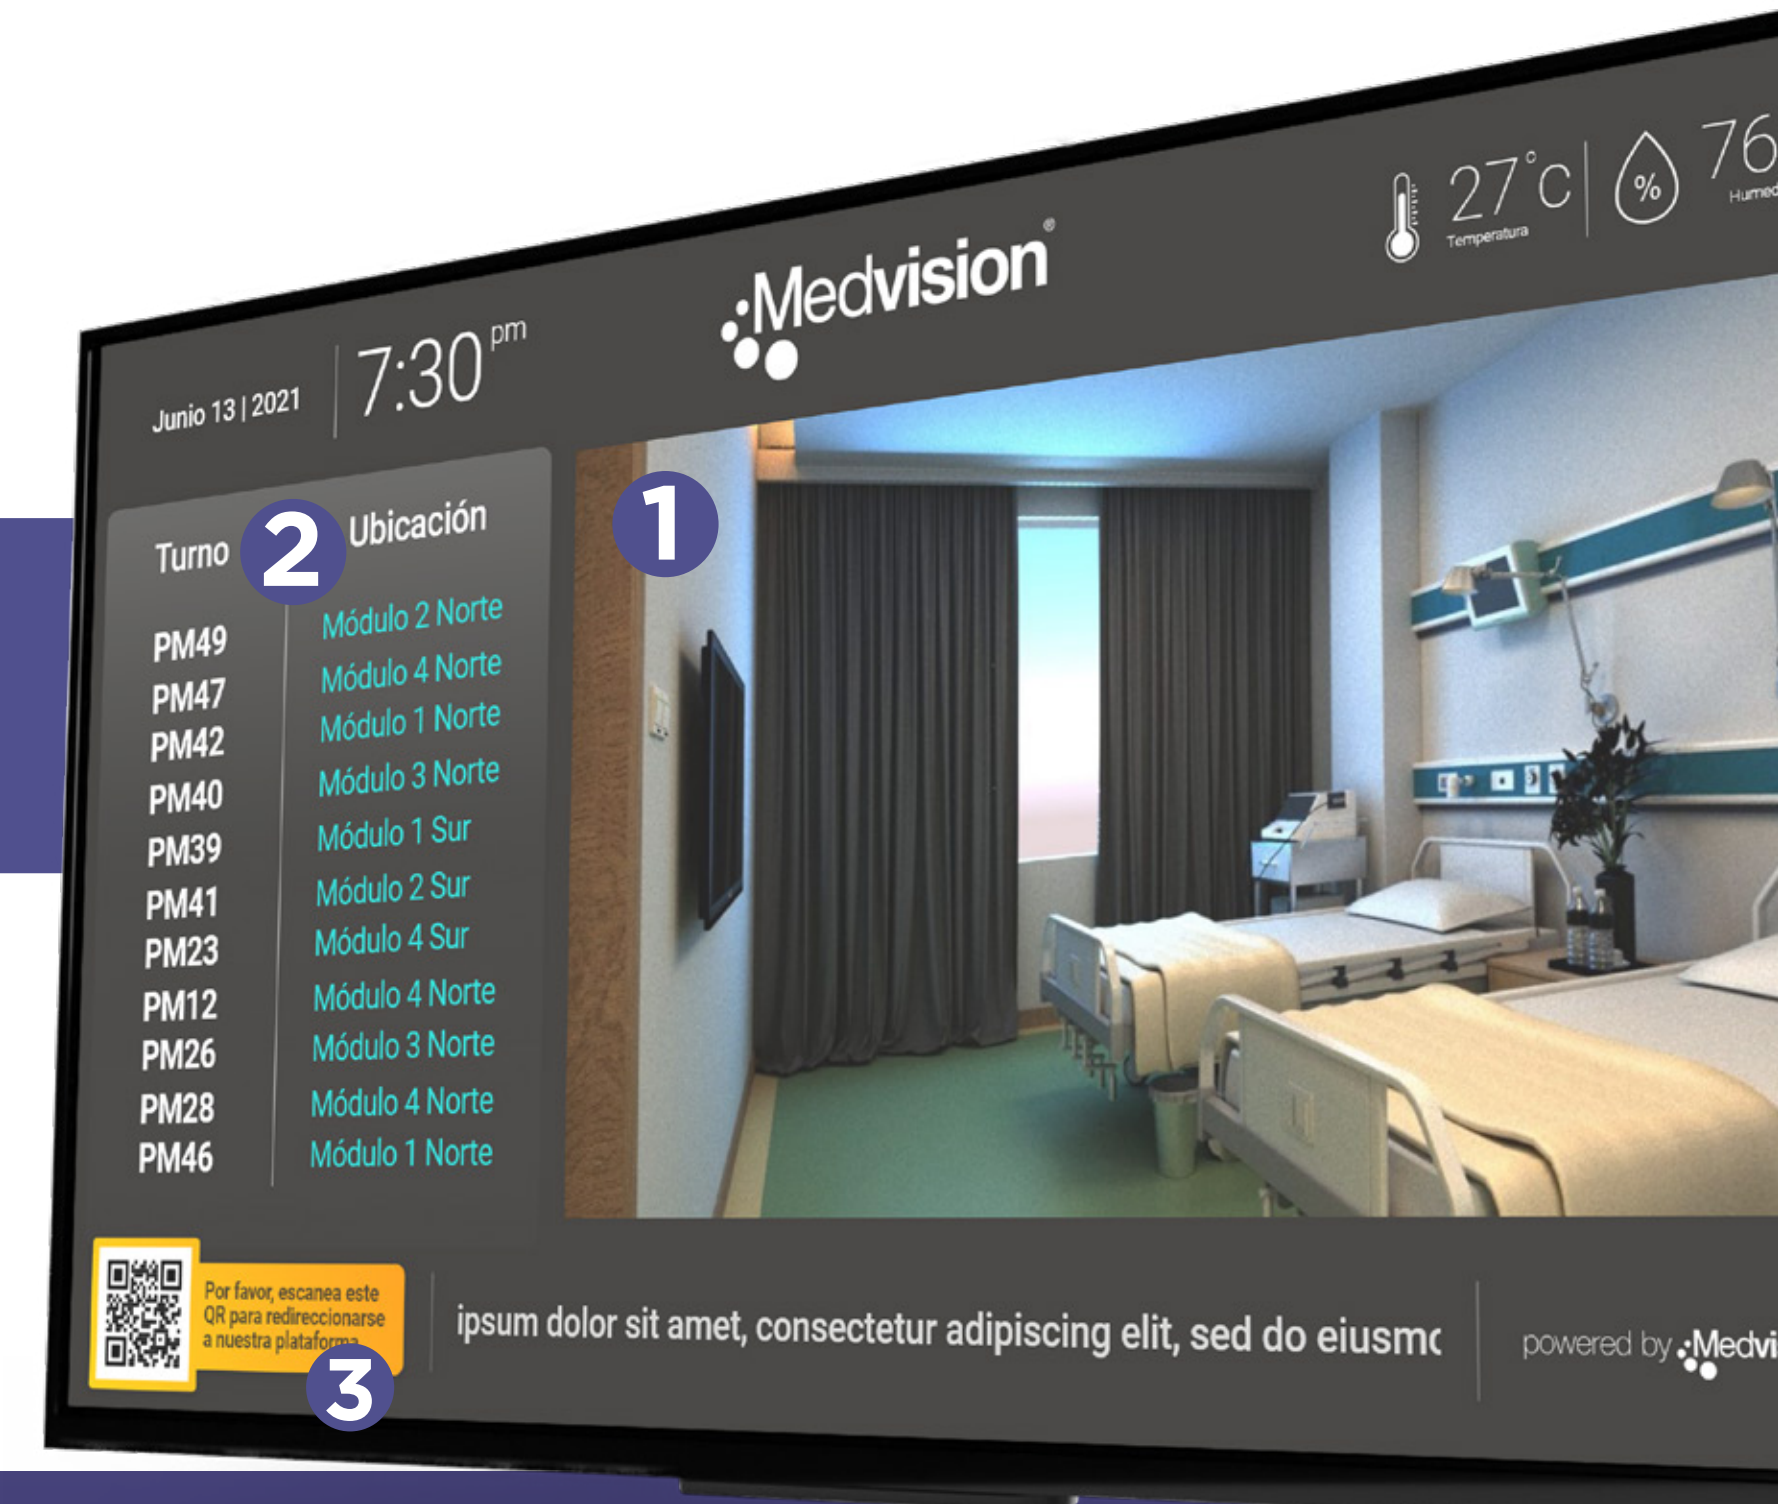 Junio 13 | 2021
7:30 pm
Medvision®
27°C
Temperatura
%
76
Turno
2
Ubicación
1
PM49 Módulo 2 Norte
PM47 Módulo 4 Norte
PM42 Módulo 1 Norte
PM40 Módulo 3 Norte
PM39 Módulo 1 Sur
PM41 Módulo 2 Sur
PM23 Módulo 4 Sur
PM12 Módulo 4 Norte
PM26 Módulo 3 Norte
PM28 Módulo 4 Norte
PM46 Módulo 1 Norte
Por favor, escanea este
QR para redireccionarse
a nuestra plataforma
3
ipsum dolor sit amet, consectetur adipiscing elit, sed do eiusmo
powered by Medvi